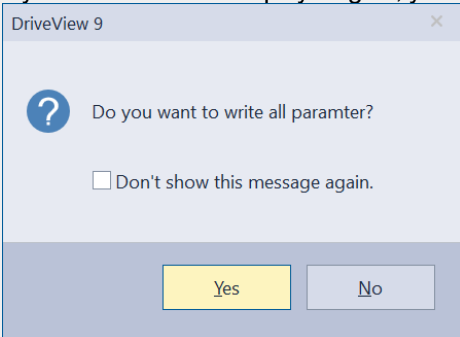 DriveView 9
Do you want to write all paramter?
Don't show this message again.
Yes
No